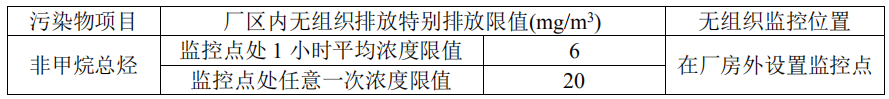 污染物项目 厂区内无组织排放特别排放限值(mg/m³) 无组织监控位置
非甲烷总烃 监控点处 1 小时平均浓度限值 6 在厂房外设置监控点
监控点处任意一次浓度限值 20